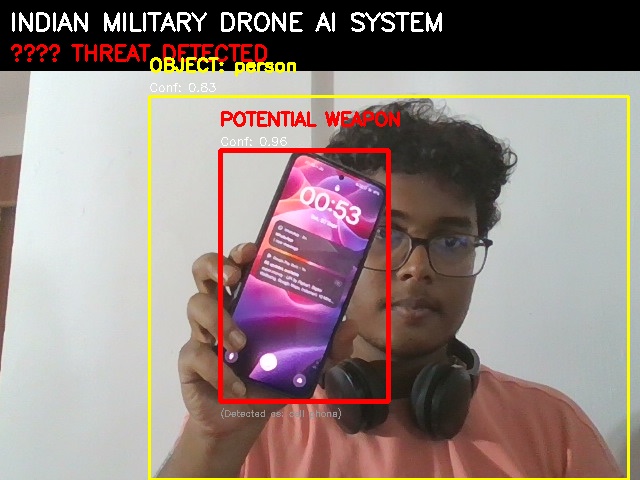 INDIAN MILITARY DRONE AI SYSTEM
???? THREAT DETECTED
OBJECT: person
Conf: 0.83
POTENTIAL WEAPON
Conf: 0.96
00:53
WhatsApp
(Detected as: cell phone)